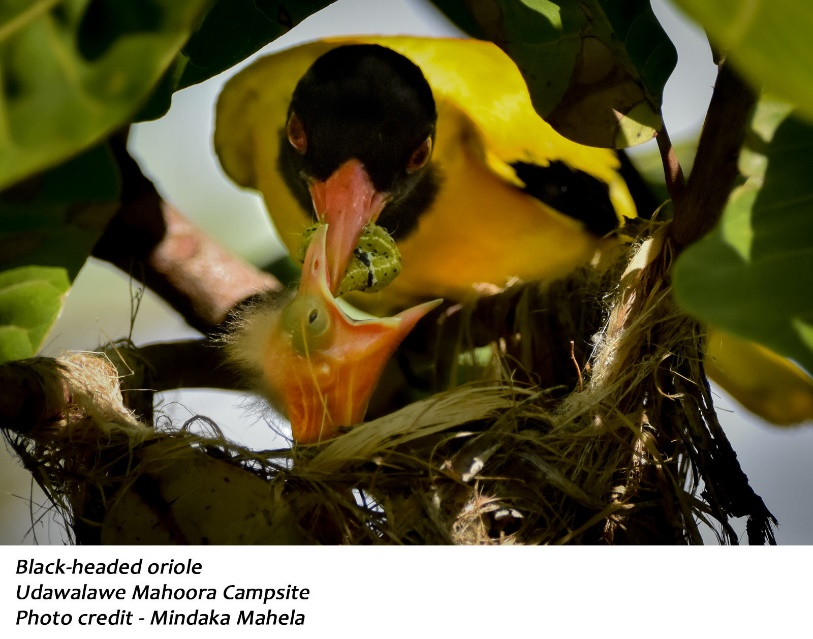 Black-headed oriole
Udawalawe Mahoora Campsite
Photo credit - Mindaka Mahela